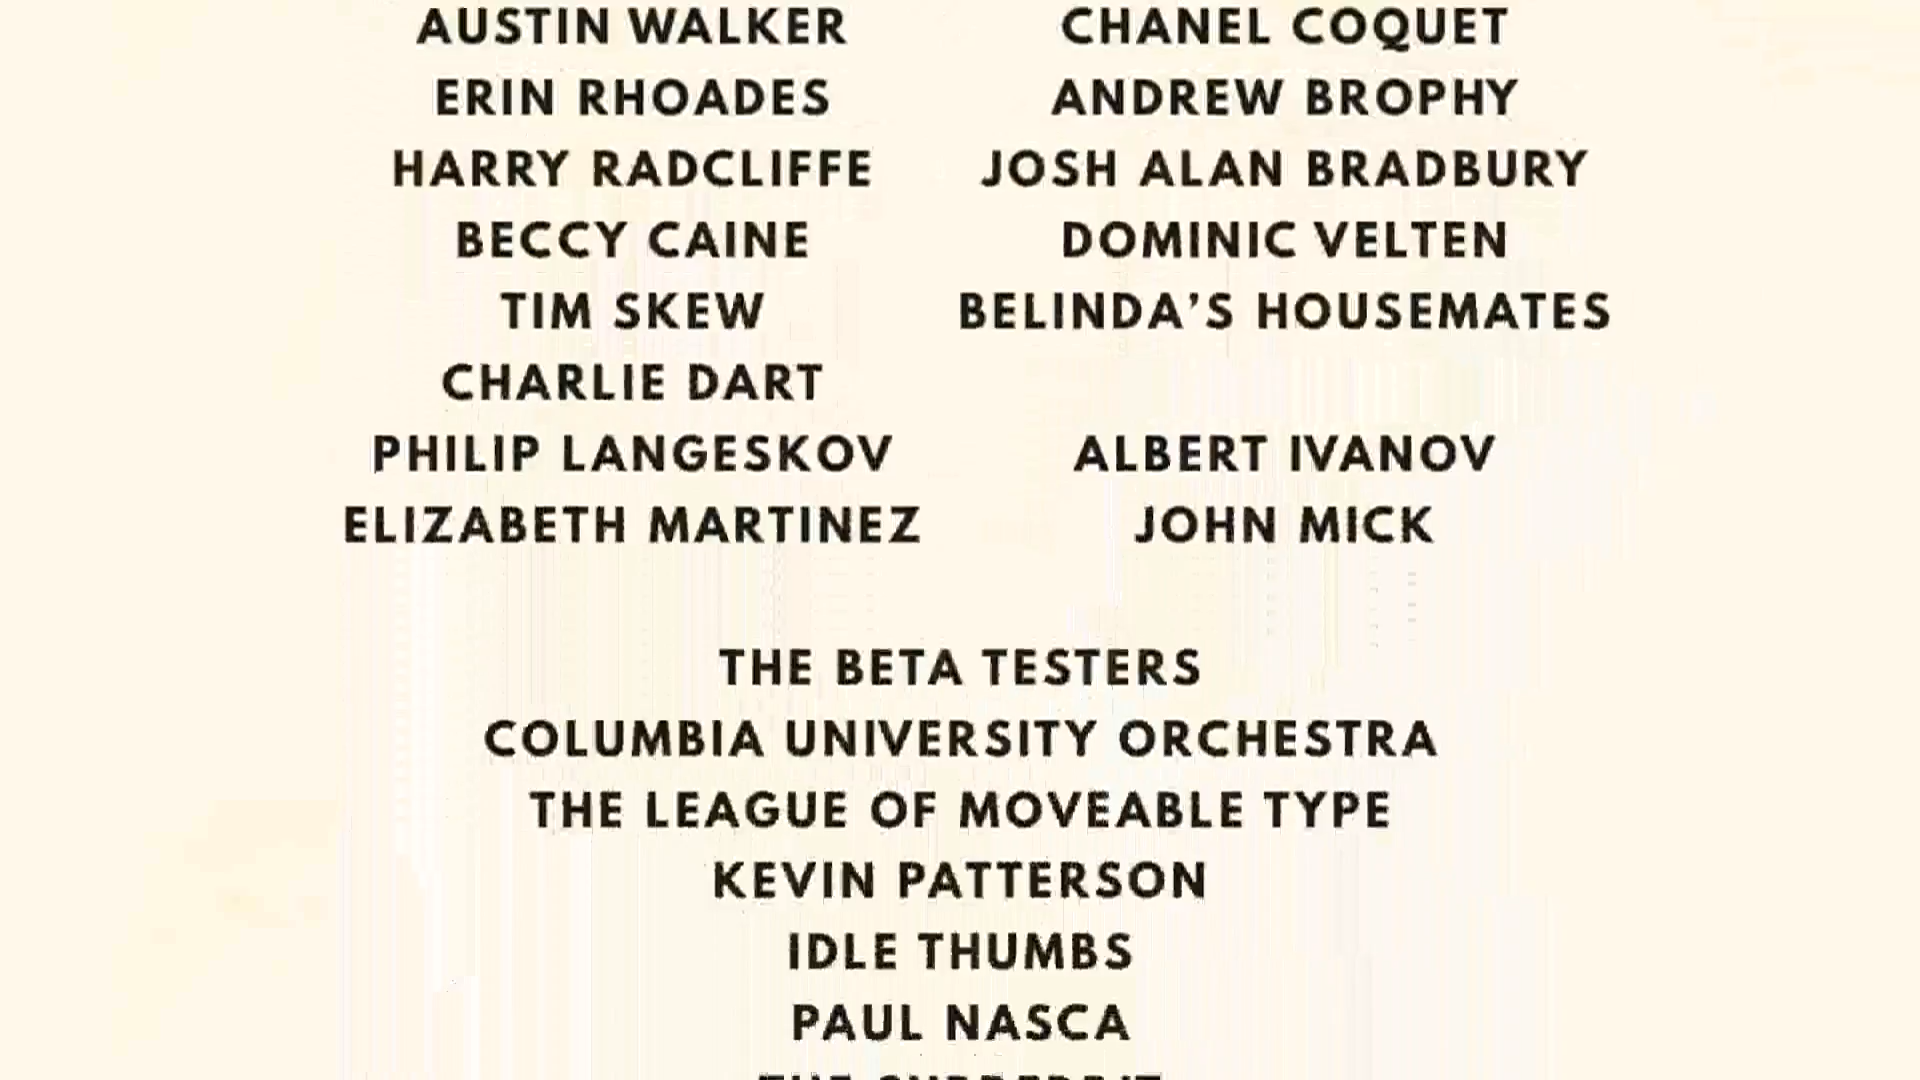 AUSTIN WALKER CHANEL COQUET
ERIN RHOADES ANDREW BROPHY
HARRY RADCLIFFE JOSH ALAN BRADBURY
BECCY CAINE DOMINIC VELTEN
TIM SKEW BELINDA’S HOUSEMATES
CHARLIE DART
PHILIP LANGESKOV ALBERT IVANOV
ELIZABETH MARTINEZ JOHN MICK
THE BETA TESTERS
COLUMBIA UNIVERSITY ORCHESTRA
THE LEAGUE OF MOVEABLE TYPE
KEVIN PATTERSON
IDLE THUMBS
PAUL NASCA